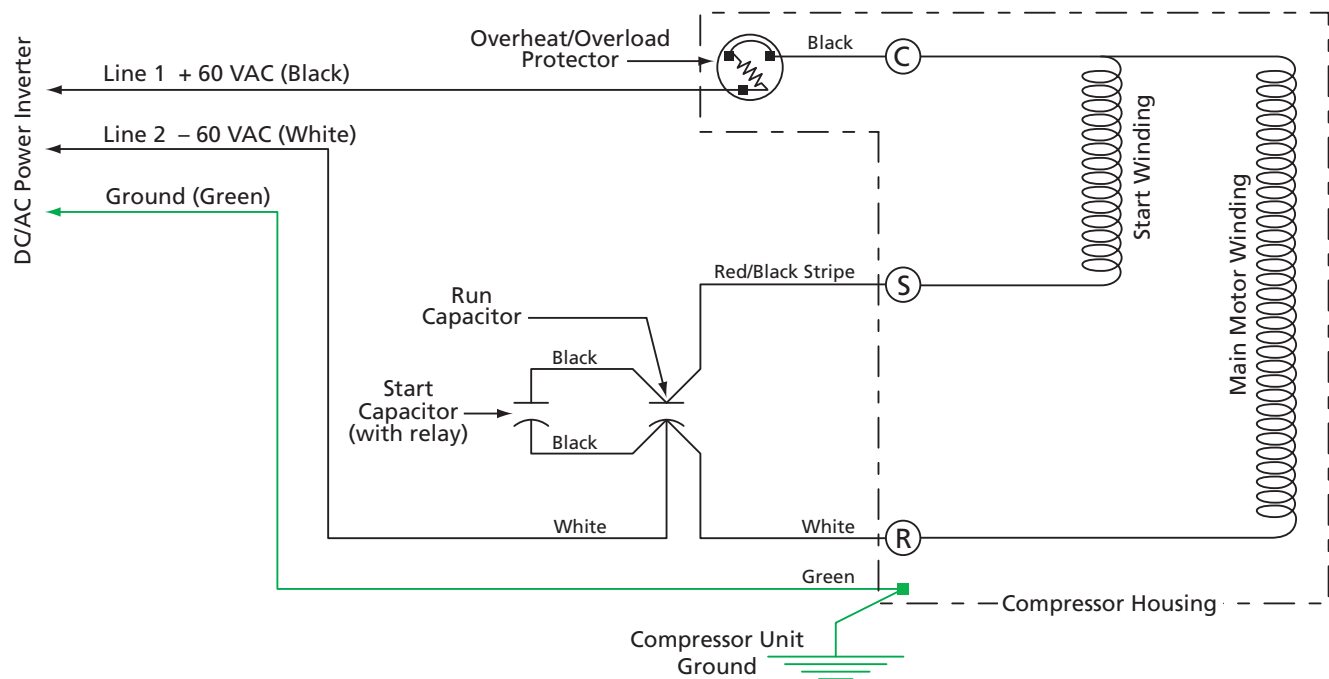 DC/AC Power Inverter
Line 1  + 60 VAC (Black)
Line 2  – 60 VAC (White)
Ground (Green)
Overheat/Overload
Protector
Black
C
Start Winding
Main Motor Winding
Red/Black Stripe
S
Run
Capacitor
Black
Start
Capacitor
(with relay)
Black
White
White
R
Green
Compressor Housing
Compressor Unit
Ground